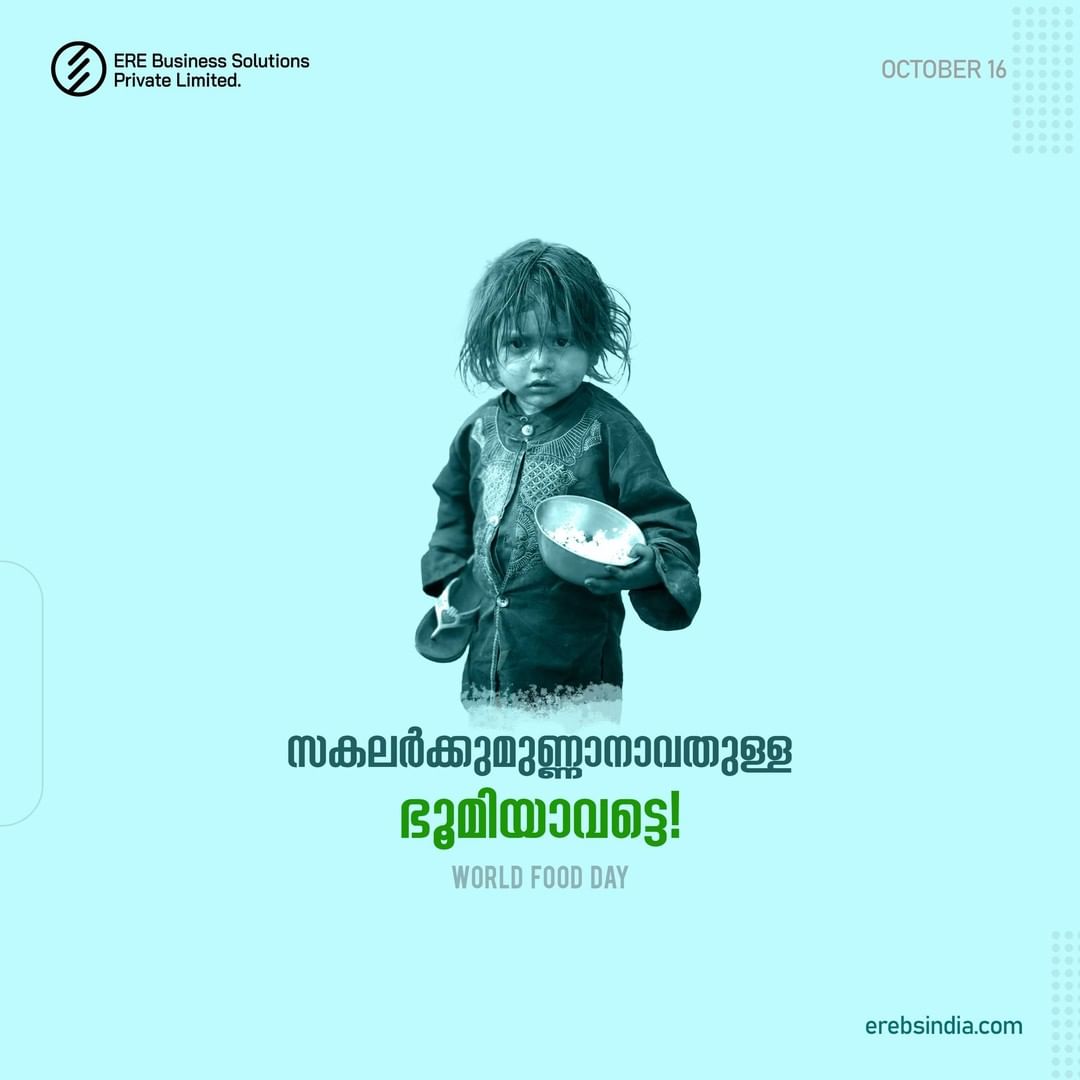 ERE Business Solutions
Private Limited.
OCTOBER 16
സകലർക്കുമുണ്ണാനാവതുള്ള
ഭൂമിയാവട്ടെ!
WORLD FOOD DAY
erebsindia.com